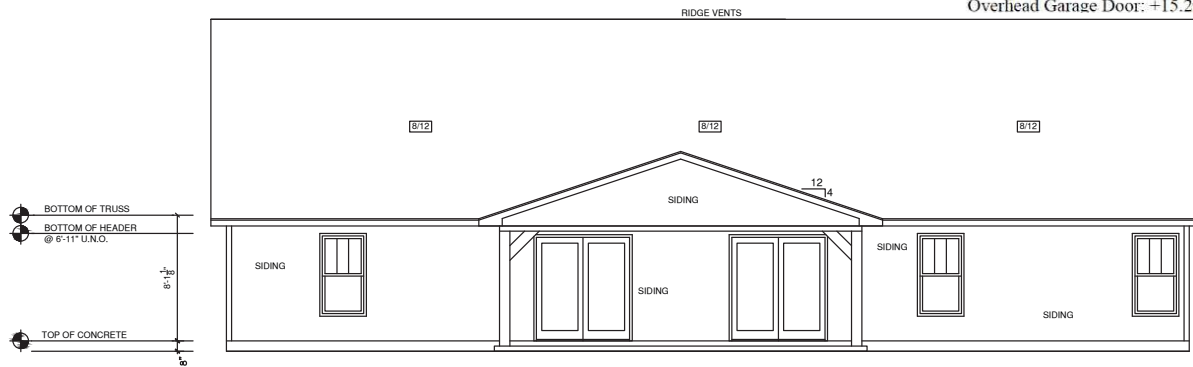 Overhead Garage Door: +15.2
RIDGE VENTS
8/12
8/12
8/12
12
4
SIDING
BOTTOM OF TRUSS
BOTTOM OF HEADER
@ 6'-11" U.N.O.
SIDING
SIDING
SIDING
8'-1 1/8"
SIDING
TOP OF CONCRETE
8"